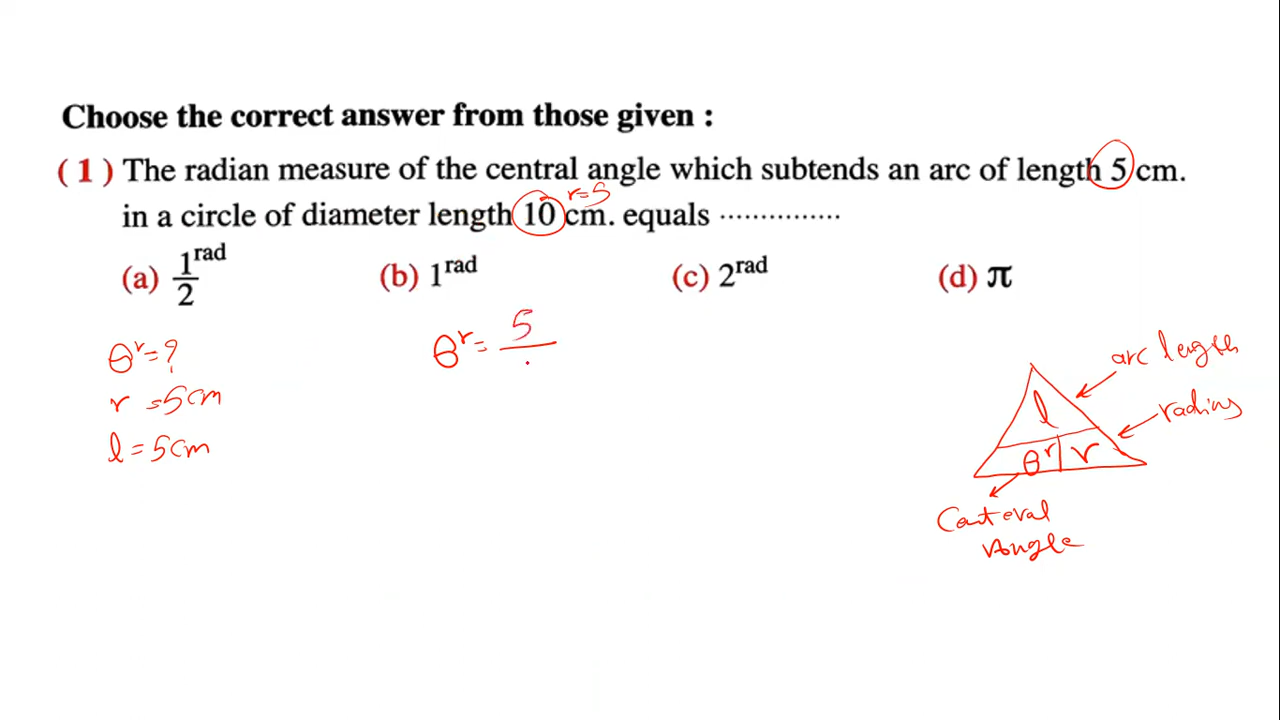 Choose the correct answer from those given :
( 1 ) The radian measure of the central angle which subtends an arc of length 5 cm.
r=5
in a circle of diameter length 10 cm. equals ...............
(a) 1/2 rad (b) 1 rad (c) 2 rad (d) π
θʳ=?
r =5cm
l = 5cm
θʳ= 5
arc length
radius
l
θʳ r
Angle